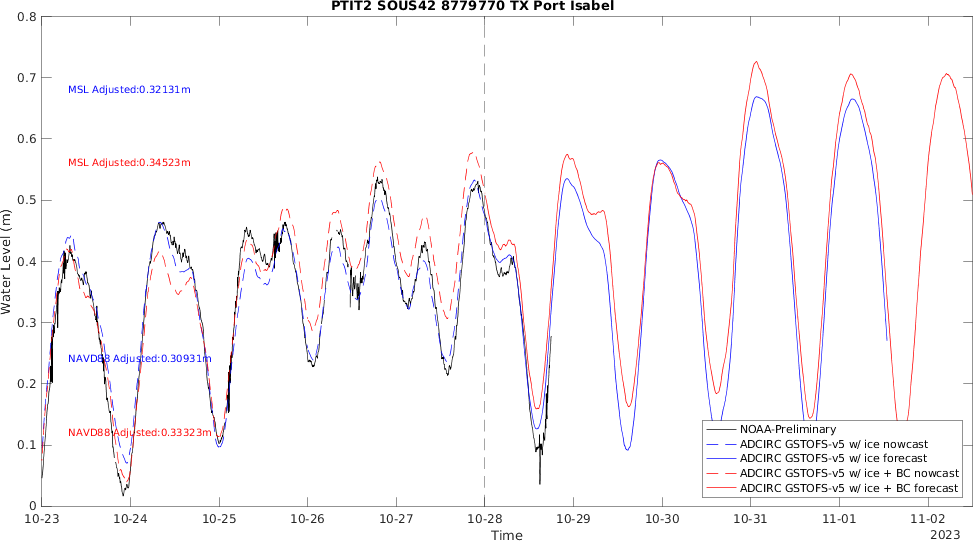 PTIT2 SOUS42 8779770 TX Port Isabel
0.8
0.7
0.6
0.5
0.4
0.3
0.2
0.1
0
Water Level (m)
MSL Adjusted:0.32131m
MSL Adjusted:0.34523m
NAVD88 Adjusted:0.30931m
NAVD88 Adjusted:0.33323m
NOAA-Preliminary
ADCIRC GSTOFS-v5 w/ ice nowcast
ADCIRC GSTOFS-v5 w/ ice forecast
ADCIRC GSTOFS-v5 w/ ice + BC nowcast
ADCIRC GSTOFS-v5 w/ ice + BC forecast
10-23 10-24 10-25 10-26 10-27 10-28 10-29 10-30 10-31 11-01 11-02
Time
2023